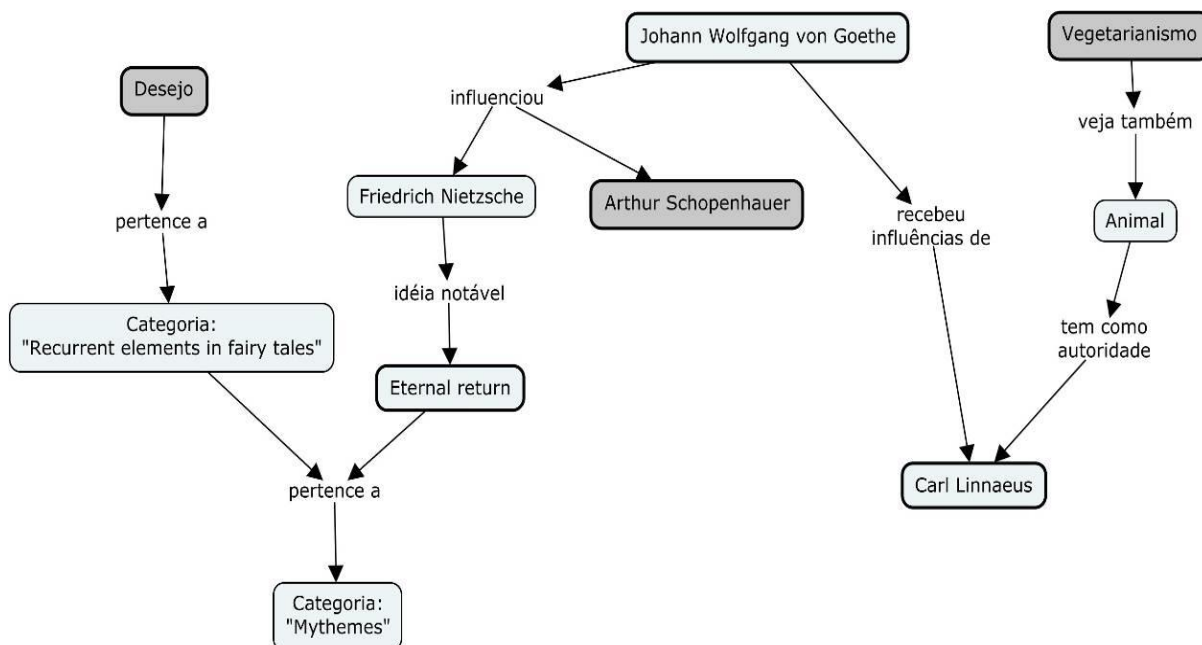 Johann Wolfgang von Goethe
Vegetarianismo
Desejo
influenciou
veja também
Friedrich Nietzsche
Arthur Schopenhauer
pertence a
recebeu
influências de
Animal
idéia notável
Categoria:
"Recurrent elements in fairy tales"
tem como
autoridade
Eternal return
pertence a
Carl Linnaeus
Categoria:
"Mythemes"